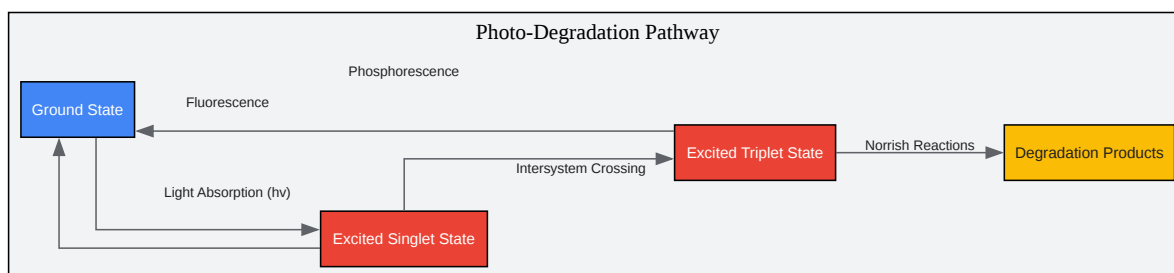 Photo-Degradation Pathway
Phosphorescence
Fluorescence
Ground State
Excited Triplet State
Norrish Reactions
Degradation Products
Intersystem Crossing
Light Absorption (hv)
Excited Singlet State